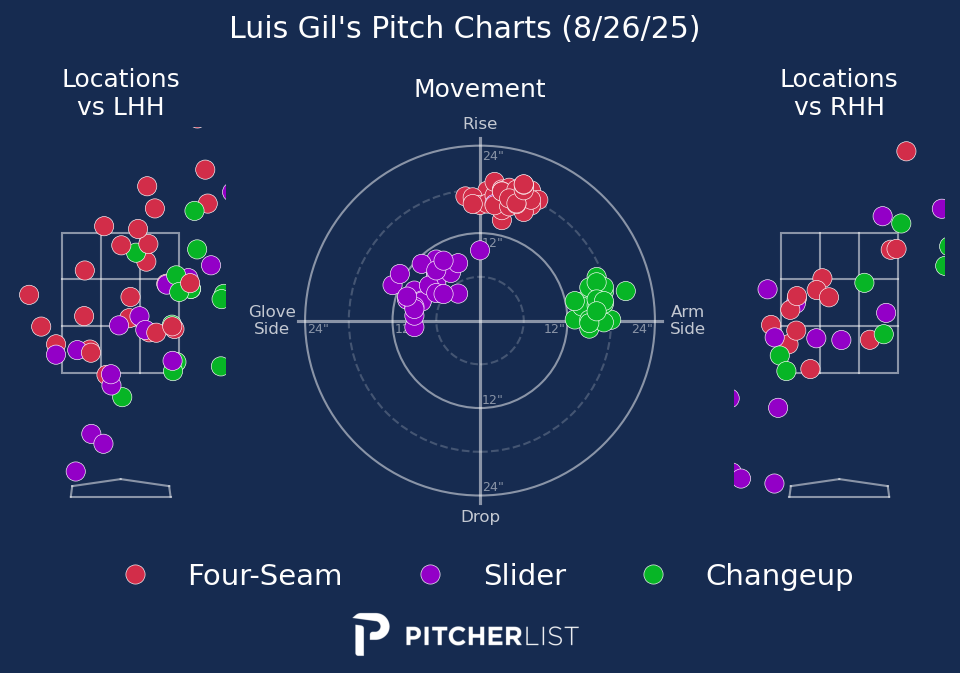 Luis Gil's Pitch Charts (8/26/25)
Locations
vs LHH
Movement
Locations
vs RHH
Rise
24"
12"
Glove
Side
24"
12"
24"
Arm
Side
12"
24"
Drop
Four-Seam
Slider
Changeup
PITCHERLIST